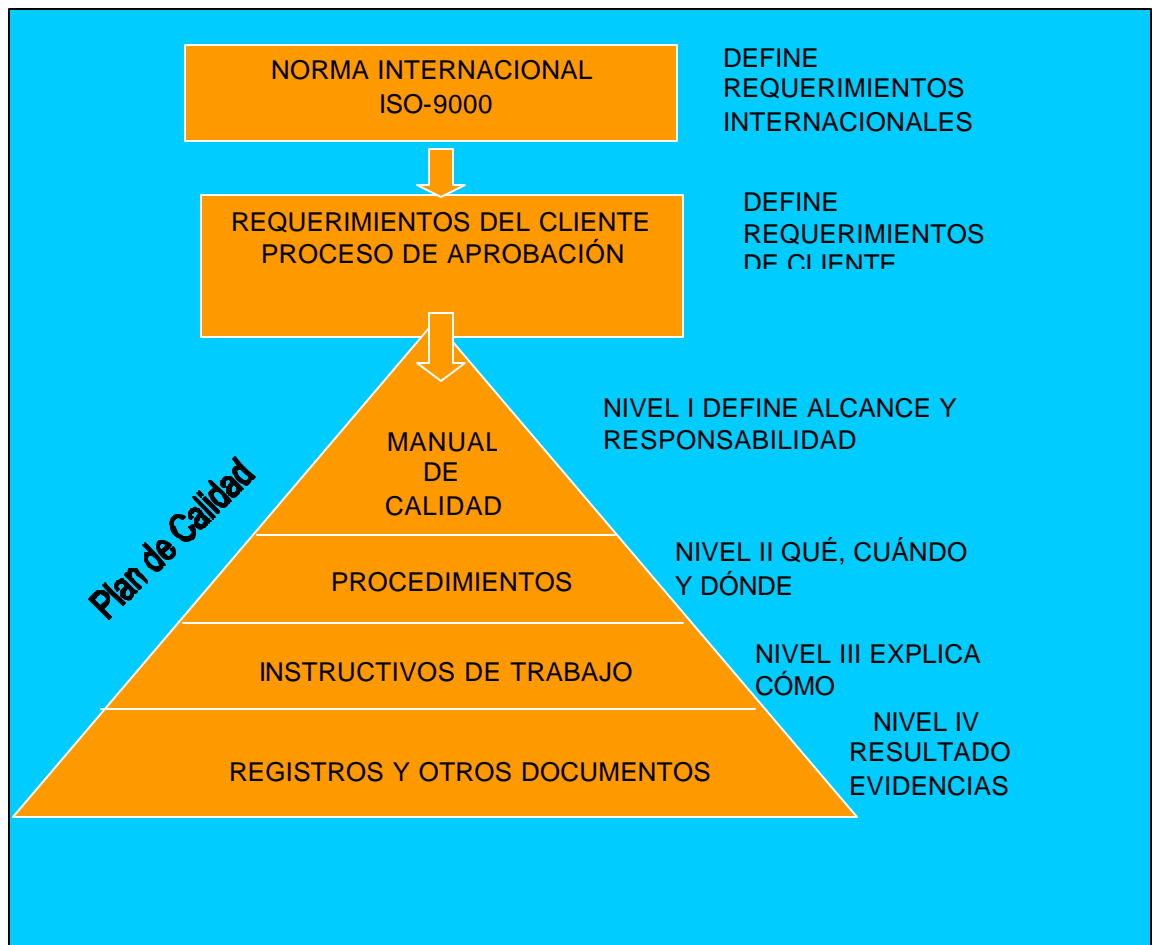 NORMA INTERNACIONAL
ISO-9000
DEFINE
REQUERIMIENTOS
INTERNACIONALES
REQUERIMIENTOS DEL CLIENTE
PROCESO DE APROBACIÓN
DEFINE
REQUERIMIENTOS
DE CLIENTE
MANUAL
DE
CALIDAD
NIVEL I DEFINE ALCANCE Y
RESPONSABILIDAD
Plan de Calidad
PROCEDIMIENTOS
NIVEL II QUÉ, CUÁNDO
Y DÓNDE
INSTRUCTIVOS DE TRABAJO
NIVEL III EXPLICA
CÓMO
REGISTROS Y OTROS DOCUMENTOS
NIVEL IV
RESULTADO
EVIDENCIAS